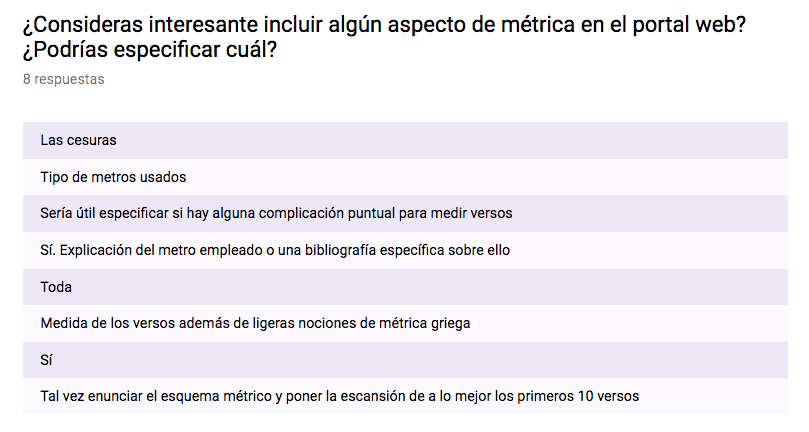 ¿Consideras interesante incluir algún aspecto de métrica en el portal web?
¿Podrías especificar cuál?
8 respuestas
Las cesuras
Tipo de metros usados
Sería útil especificar si hay alguna complicación puntual para medir versos
Sí. Explicación del metro empleado o una bibliografía específica sobre ello
Toda
Medida de los versos además de ligeras nociones de métrica griega
Sí
Tal vez enunciar el esquema métrico y poner la escansión de a lo mejor los primeros 10 versos